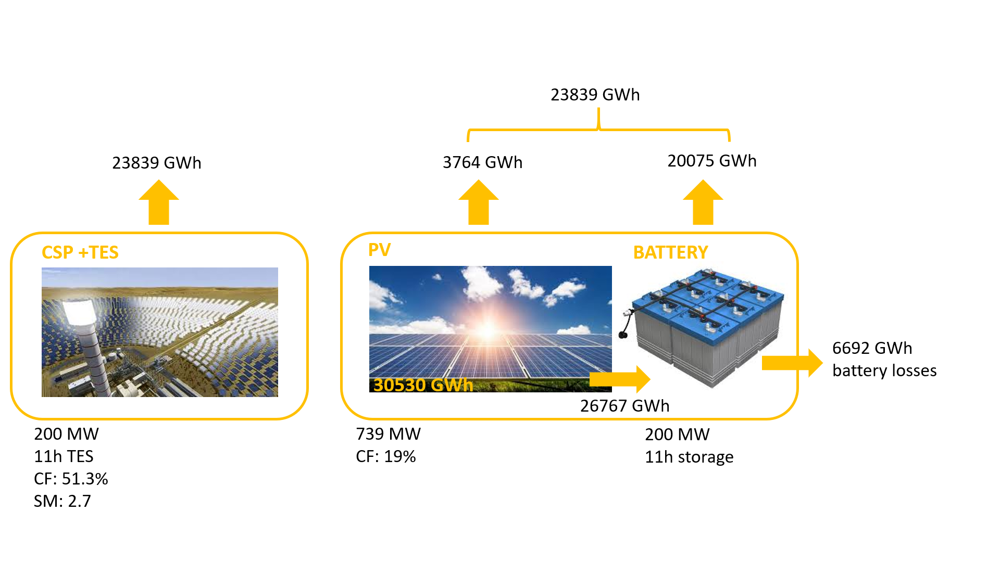 23839 GWh
23839 GWh
3764 GWh
20075 GWh
CSP +TES
PV
BATTERY
30530 GWh
26767 GWh
6692 GWh
battery losses
200 MW
11h TES
CF: 51.3%
SM: 2.7
739 MW
CF: 19%
200 MW
11h storage